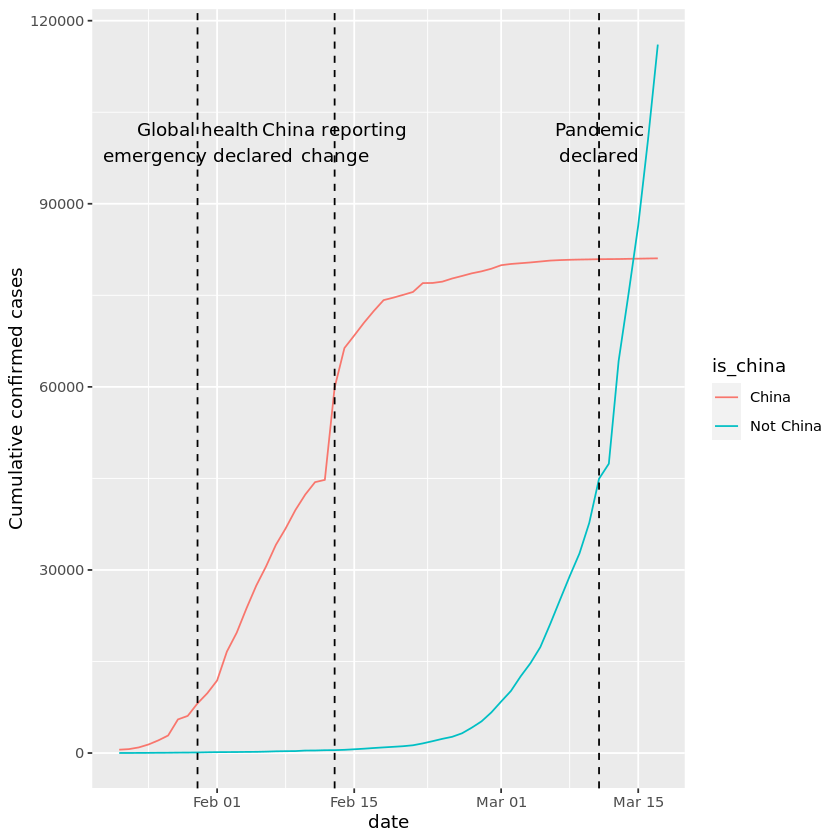 120000
90000
60000
30000
0
Cumulative confirmed cases
Global health
emergency declared
China reporting
change
Pandemic
declared
Feb 01
Feb 15
Mar 01
Mar 15
date
is_china
China
Not China